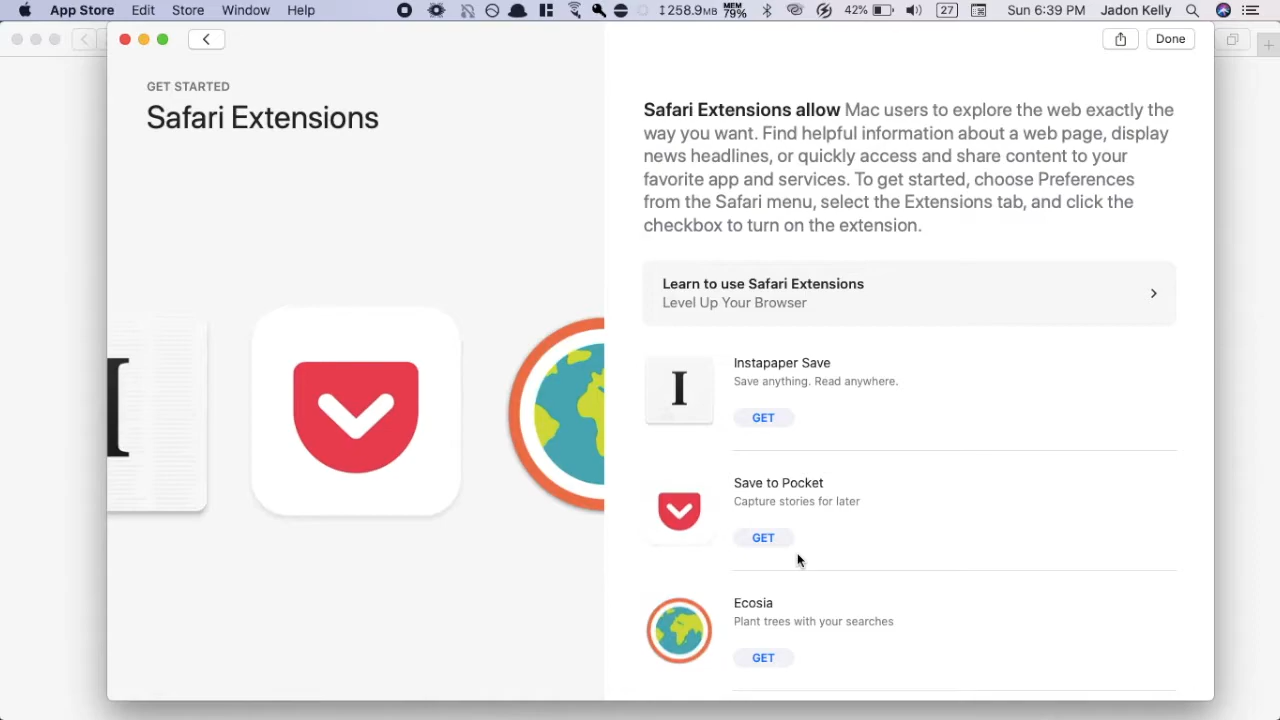 App Store Edit Store Window Help
258.9MB MEM 79% 42% 27 Sun 6:39 PM Jadon Kelly
Done
GET STARTED
Safari Extensions
Safari Extensions allow Mac users to explore the web exactly the
way you want. Find helpful information about a web page, display
news headlines, or quickly access and share content to your
favorite app and services. To get started, choose Preferences
from the Safari menu, select the Extensions tab, and click the
checkbox to turn on the extension.
Learn to use Safari Extensions
Level Up Your Browser
I
I
Instapaper Save
Save anything. Read anywhere.
GET
Save to Pocket
Capture stories for later
GET
Ecosia
Plant trees with your searches
GET